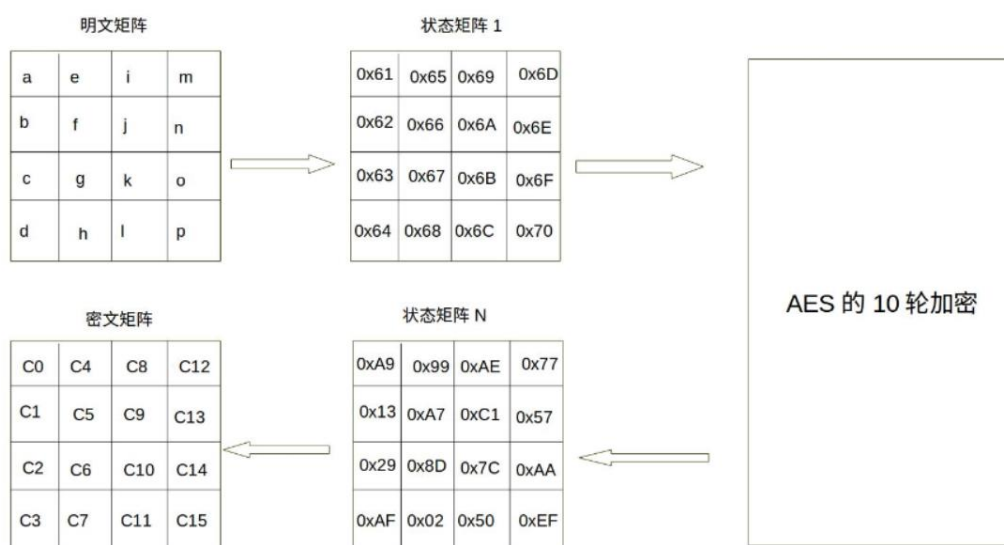 明文矩阵
状态矩阵 1
a e i m
b f j n
c g k o
d h l p
0x61 0x65 0x69 0x6D
0x62 0x66 0x6A 0x6E
0x63 0x67 0x6B 0x6F
0x64 0x68 0x6C 0x70
AES 的 10 轮加密
密文矩阵
状态矩阵 N
C0 C4 C8 C12
C1 C5 C9 C13
C2 C6 C10 C14
C3 C7 C11 C15
0xA9 0x99 0xAE 0x77
0x13 0xA7 0xC1 0x57
0x29 0x8D 0x7C 0xAA
0xAF 0x02 0x50 0xEF